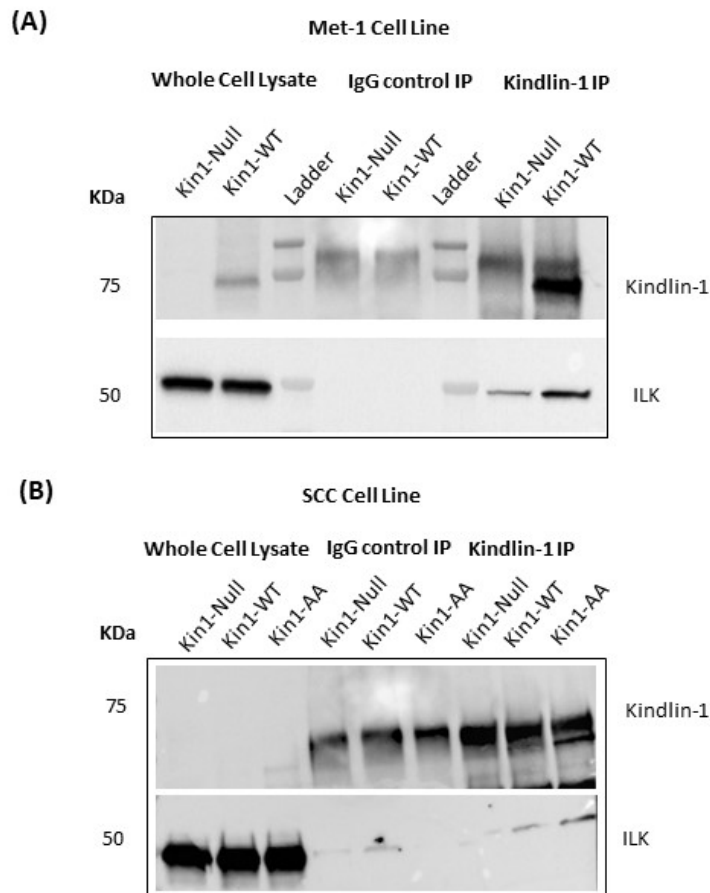 (A)
Met-1 Cell Line
Whole Cell Lysate IgG control IP Kindlin-1 IP
Kin1-Null Kin1-WT Ladder Kin1-Null Kin1-WT Ladder Kin1-Null Kin1-WT
KDa
75 Kindlin-1
50 ILK
(B)
SCC Cell Line
Whole Cell Lysate IgG control IP Kindlin-1 IP
Kin1-Null Kin1-WT Kin1-AA Kin1-Null Kin1-WT Kin1-AA Kin1-Null Kin1-WT Kin1-AA
KDa
75 Kindlin-1
50 ILK